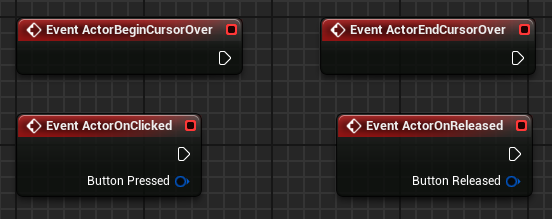 Event ActorBeginCursorOver
Event ActorEndCursorOver
Event ActorOnClicked
Event ActorOnReleased
Button Pressed
Button Released